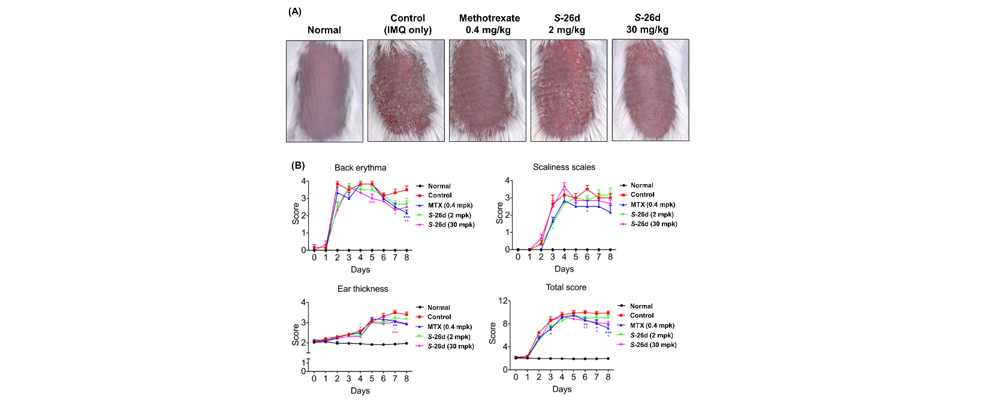 (A)
Normal
Control
(IMQ only)
Methotrexate
0.4 mg/kg
S-26d
2 mg/kg
S-26d
30 mg/kg
(B)
Back erythma
Score
4
3
2
1
0
0 1 2 3 4 5 6 7 8
Days
***
*
*
***
**
Normal
Control
MTX (0.4 mpk)
S-26d (2 mpk)
S-26d (30 mpk)
Scaliness scales
Score
4
3
2
1
0
0 1 2 3 4 5 6 7 8
Days
*
*
Normal
Control
MTX (0.4 mpk)
S-26d (2 mpk)
S-26d (30 mpk)
Ear thickness
Score
4
3
2
1
0
0 1 2 3 4 5 6 7 8
Days
*
*
**
*
***
Normal
Control
MTX (0.4 mpk)
S-26d (2 mpk)
S-26d (30 mpk)
Total score
Score
12
8
4
0
0 1 2 3 4 5 6 7 8
Days
*
**
**
*
*
***
*
Normal
Control
MTX (0.4 mpk)
S-26d (2 mpk)
S-26d (30 mpk)